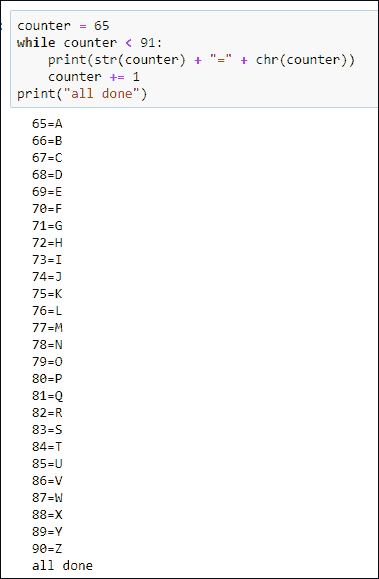 counter = 65
while counter < 91:
    print(str(counter) + "=" + chr(counter))
    counter += 1
print("all done")
65=A
66=B
67=C
68=D
69=E
70=F
71=G
72=H
73=I
74=J
75=K
76=L
77=M
78=N
79=O
80=P
81=Q
82=R
83=S
84=T
85=U
86=V
87=W
88=X
89=Y
90=Z
all done